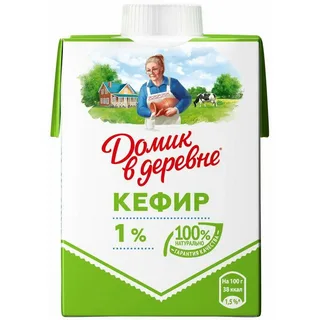 Домик
в деревне®
КЕФИР
1%
100%
НАТУРАЛЬНО
ГАРАНТИЯ КАЧЕСТВА
На 100 г
38 ккал
1,5%*